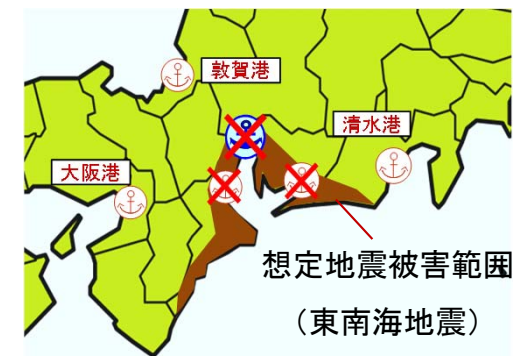 敦賀港
清水港
大阪港
想定地震被害範囲
（東南海地震）